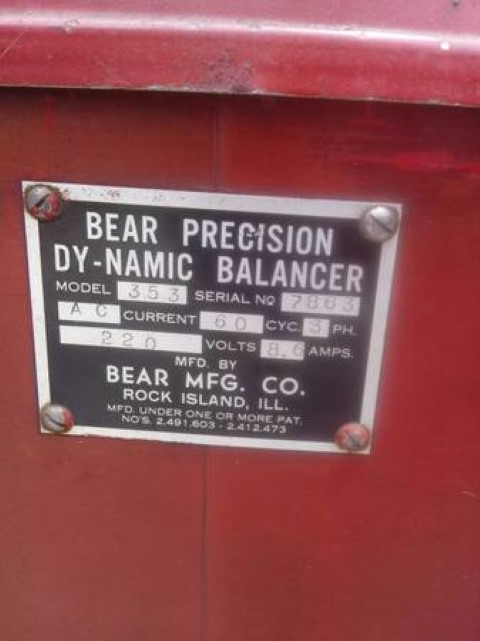 BEAR PRECISION
DY-NAMIC BALANCER
MODEL 353 SERIAL NO 7863
AC CURRENT 60 CYC. 3 PH.
220 VOLTS 8.6 AMPS.
MFD. BY
BEAR MFG. CO.
ROCK ISLAND, ILL.
MFD. UNDER ONE OR MORE PAT.
NO'S. 2.491.603 - 2.412.473